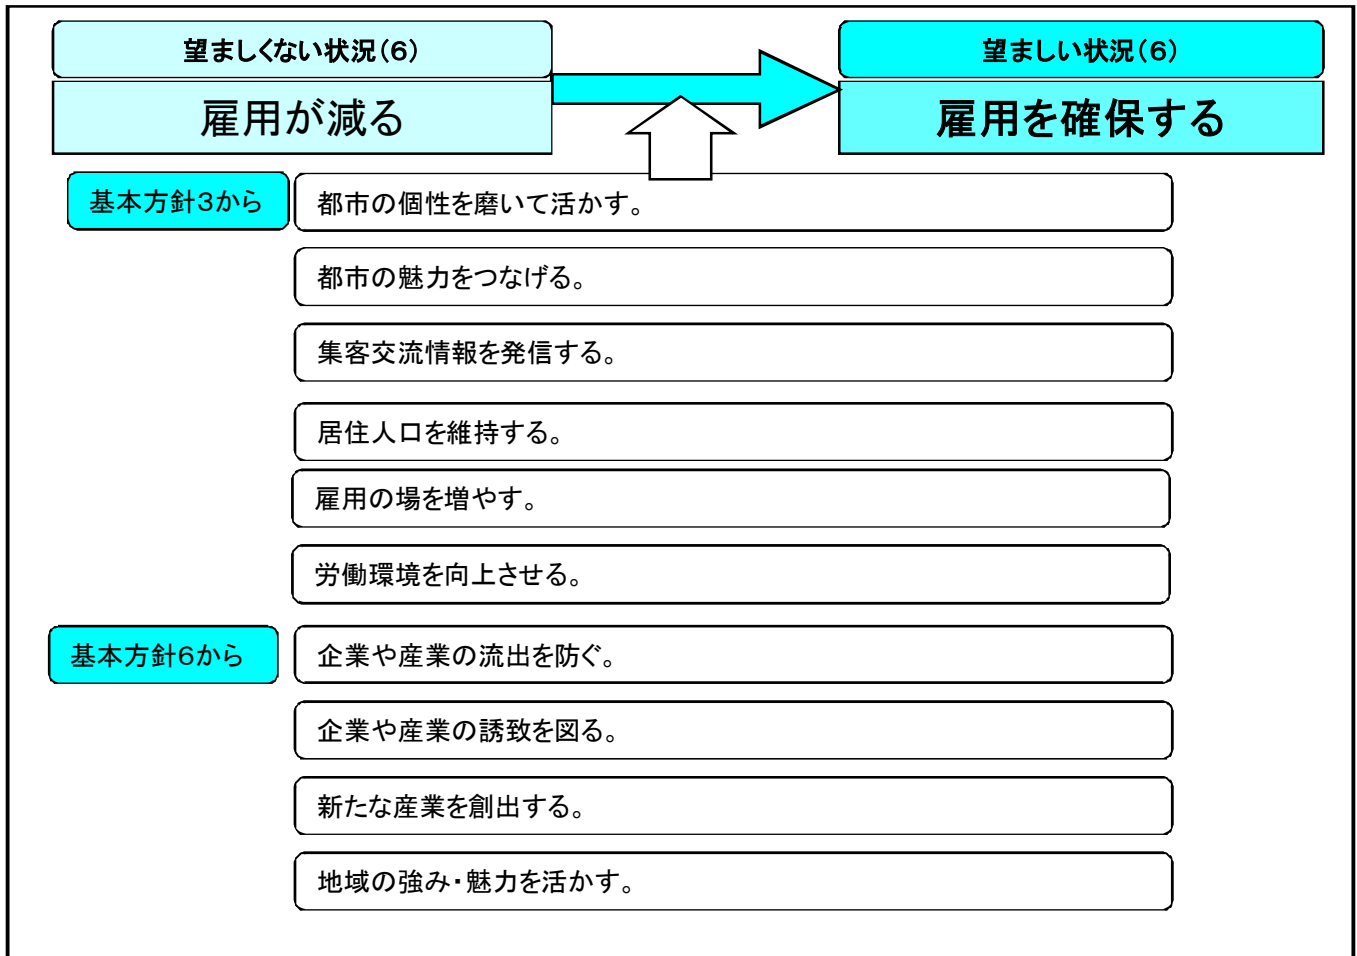 望ましくない状況（６）
望ましい状況（６）
雇用が減る
雇用を確保する
基本方針３から
都市の個性を磨いて活かす。
都市の魅力をつなげる。
集客交流情報を発信する。
居住人口を維持する。
雇用の場を増やす。
労働環境を向上させる。
基本方針６から
企業や産業の流出を防ぐ。
企業や産業の誘致を図る。
新たな産業を創出する。
地域の強み・魅力を活かす。